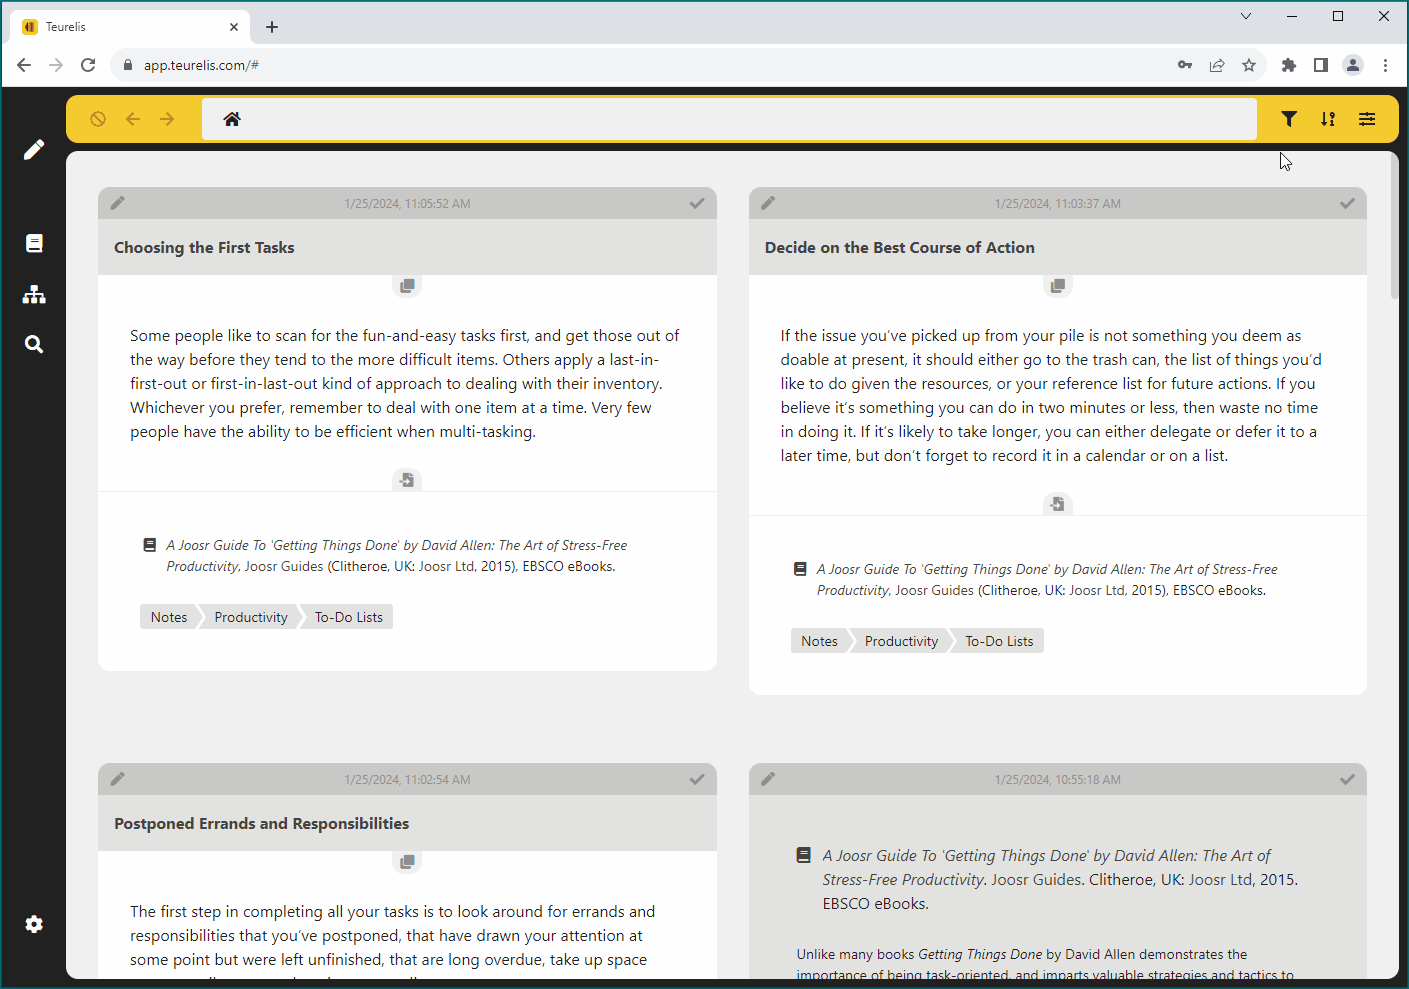 Teurelis
app.teurelis.com/#
1/25/2024, 11:05:52 AM
Choosing the First Tasks
Some people like to scan for the fun-and-easy tasks first, and get those out of
the way before they tend to the more difficult items. Others apply a last-in-
first-out or first-in-last-out kind of approach to dealing with their inventory.
Whichever you prefer, remember to deal with one item at a time. Very few
people have the ability to be efficient when multi-tasking.
A Joosr Guide To 'Getting Things Done' by David Allen: The Art of Stress-Free
Productivity, Joosr Guides (Clitheroe, UK: Joosr Ltd, 2015), EBSCO eBooks.
Notes Productivity To-Do Lists
1/25/2024, 11:03:37 AM
Decide on the Best Course of Action
If the issue you’ve picked up from your pile is not something you deem as
doable at present, it should either go to the trash can, the list of things you’d
like to do given the resources, or your reference list for future actions. If you
believe it’s something you can do in two minutes or less, then waste no time
in doing it. If it’s likely to take longer, you can either delegate or defer it to a
later time, but don’t forget to record it in a calendar or on a list.
A Joosr Guide To 'Getting Things Done' by David Allen: The Art of Stress-Free
Productivity, Joosr Guides (Clitheroe, UK: Joosr Ltd, 2015), EBSCO eBooks.
Notes Productivity To-Do Lists
1/25/2024, 11:02:54 AM
Postponed Errands and Responsibilities
The first step in completing all your tasks is to look around for errands and
responsibilities that you’ve postponed, that have drawn your attention at
some point but were left unfinished, that are long overdue, take up space
1/25/2024, 10:55:18 AM
A Joosr Guide To 'Getting Things Done' by David Allen: The Art of
Stress-Free Productivity. Joosr Guides. Clitheroe, UK: Joosr Ltd, 2015.
EBSCO eBooks.
Unlike many books Getting Things Done by David Allen demonstrates the
importance of being task-oriented, and imparts valuable strategies and tactics to